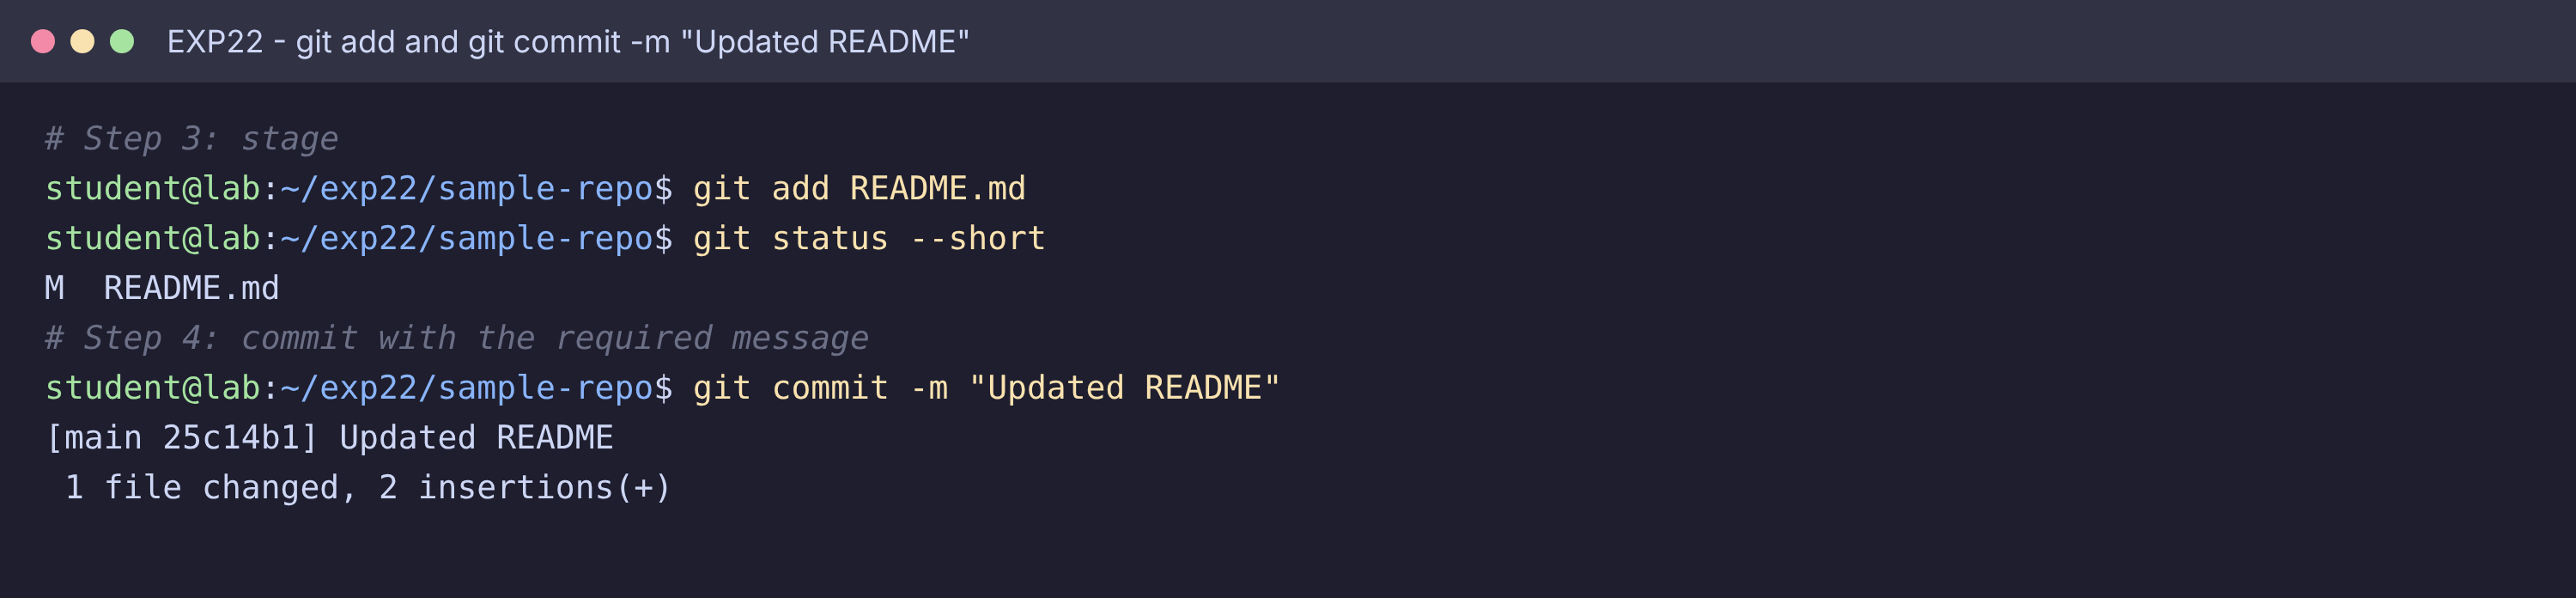 EXP22 - git add and git commit -m "Updated README"
# Step 3: stage
student@lab:~/exp22/sample-repo$ git add README.md
student@lab:~/exp22/sample-repo$ git status --short
M  README.md
# Step 4: commit with the required message
student@lab:~/exp22/sample-repo$ git commit -m "Updated README"
[main 25c14b1] Updated README
 1 file changed, 2 insertions(+)